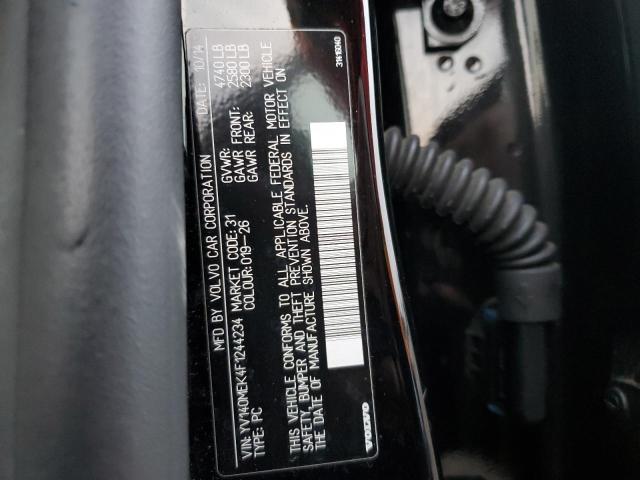 MFD BY VOLVO CAR CORPORATION DATE: 10/14
GVWR: 4740 LB
GAWR FRONT: 2580 LB
GAWR REAR: 2300 LB
VIN: YV140MEK4F1244234 MARKET CODE: 31
TYPE: PC COLOUR: 019-26
THIS VEHICLE CONFORMS TO ALL APPLICABLE FEDERAL MOTOR VEHICLE
SAFETY, BUMPER AND THEFT PREVENTION STANDARDS IN EFFECT ON
THE DATE OF MANUFACTURE SHOWN ABOVE.
VOLVO 31419040